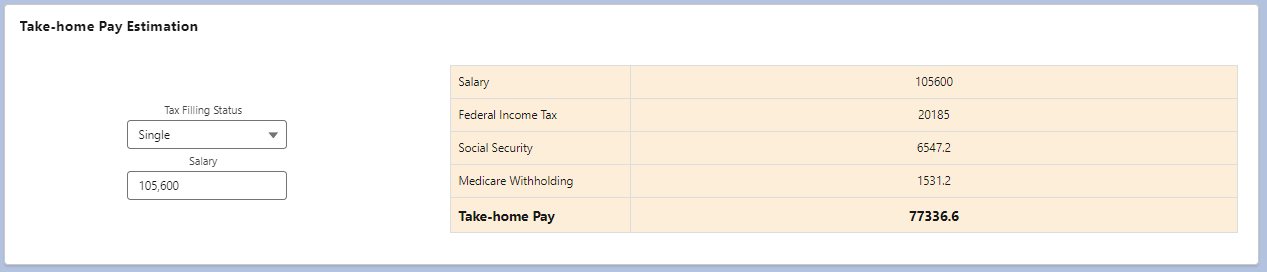 Take-home Pay Estimation
Tax Filling Status
Single
Salary
105,600
Salary 105600
Federal Income Tax 20185
Social Security 6547.2
Medicare Withholding 1531.2
Take-home Pay 77336.6